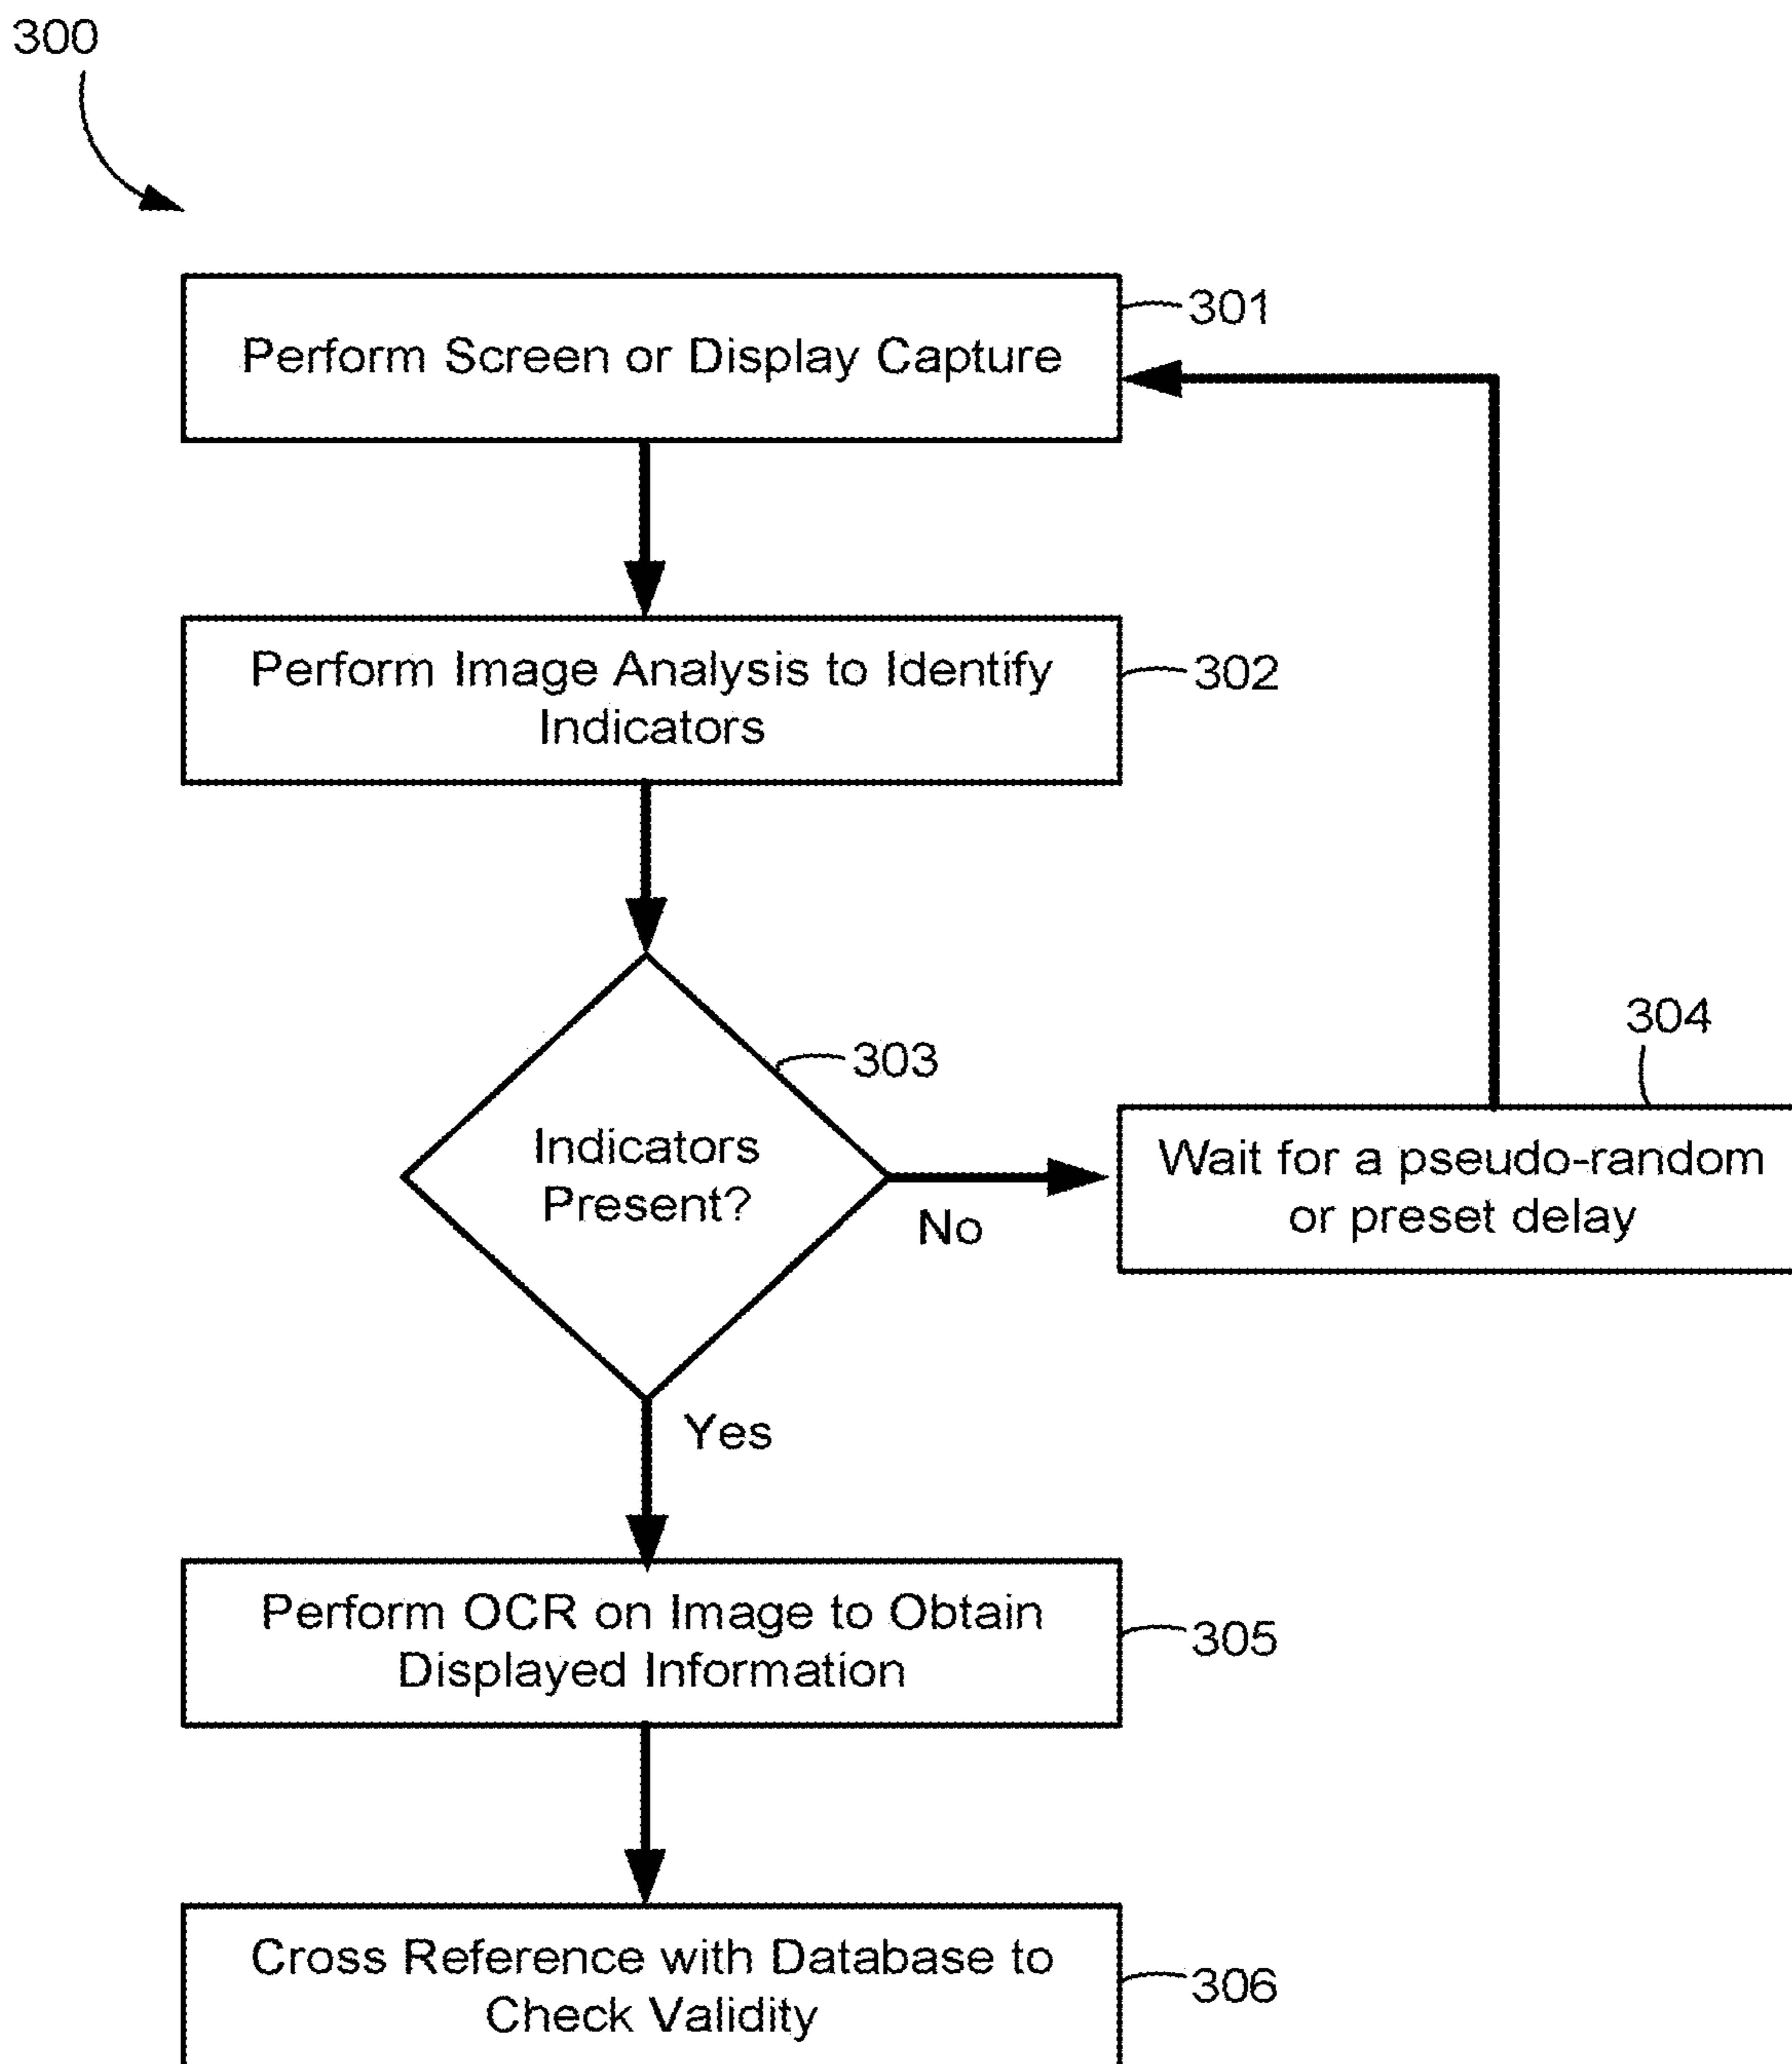 300
Perform Screen or Display Capture
301
Perform Image Analysis to Identify
Indicators
302
303
Indicators
Present?
No
304
Wait for a pseudo-random
or preset delay
Yes
Perform OCR on Image to Obtain
Displayed Information
305
Cross Reference with Database to
Check Validity
306